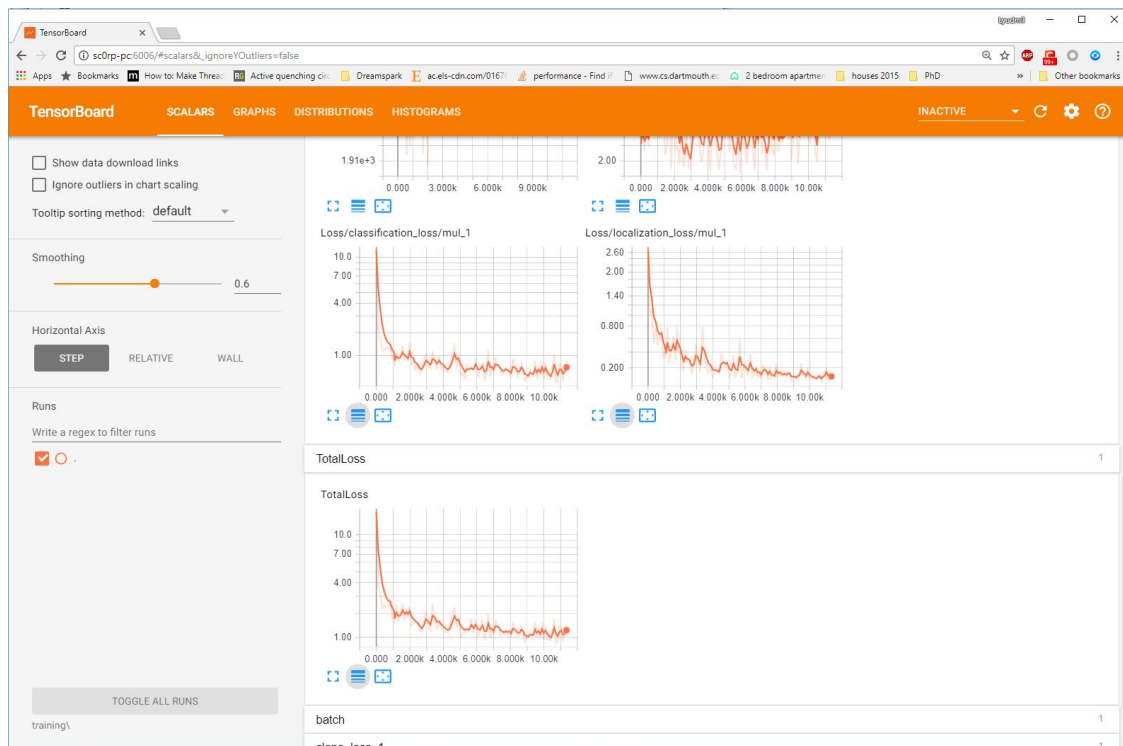 lyudmil
TensorBoard
sc0rp-pc:6006/#scalars&_ignoreYOutliers=false
Apps Bookmarks How to: Make Threa Active quenching circ Dreamspark ac.els-cdn.com/0167 performance - Find i www.cs.dartmouth.ec 2 bedroom apartmen houses 2015 PhD » Other bookmarks
TensorBoard SCALARS GRAPHS DISTRIBUTIONS HISTOGRAMS INACTIVE
Show data download links
Ignore outliers in chart scaling
Tooltip sorting method: default
Smoothing
0.6
Horizontal Axis
STEP RELATIVE WALL
Runs
Write a regex to filter runs
.
TOGGLE ALL RUNS
training\
1.91e+3
0.000 3.000k 6.000k 9.000k
2.00
0.000 2.000k 4.000k 6.000k 8.000k 10.00k
Loss/classification_loss/mul_1
10.0
7.00
4.00
1.00
0.000 2.000k 4.000k 6.000k 8.000k 10.00k
Loss/localization_loss/mul_1
2.60
2.00
1.40
0.800
0.200
0.000 2.000k 4.000k 6.000k 8.000k 10.00k
TotalLoss 1
TotalLoss
10.0
7.00
4.00
1.00
0.000 2.000k 4.000k 6.000k 8.000k 10.00k
batch 1
1